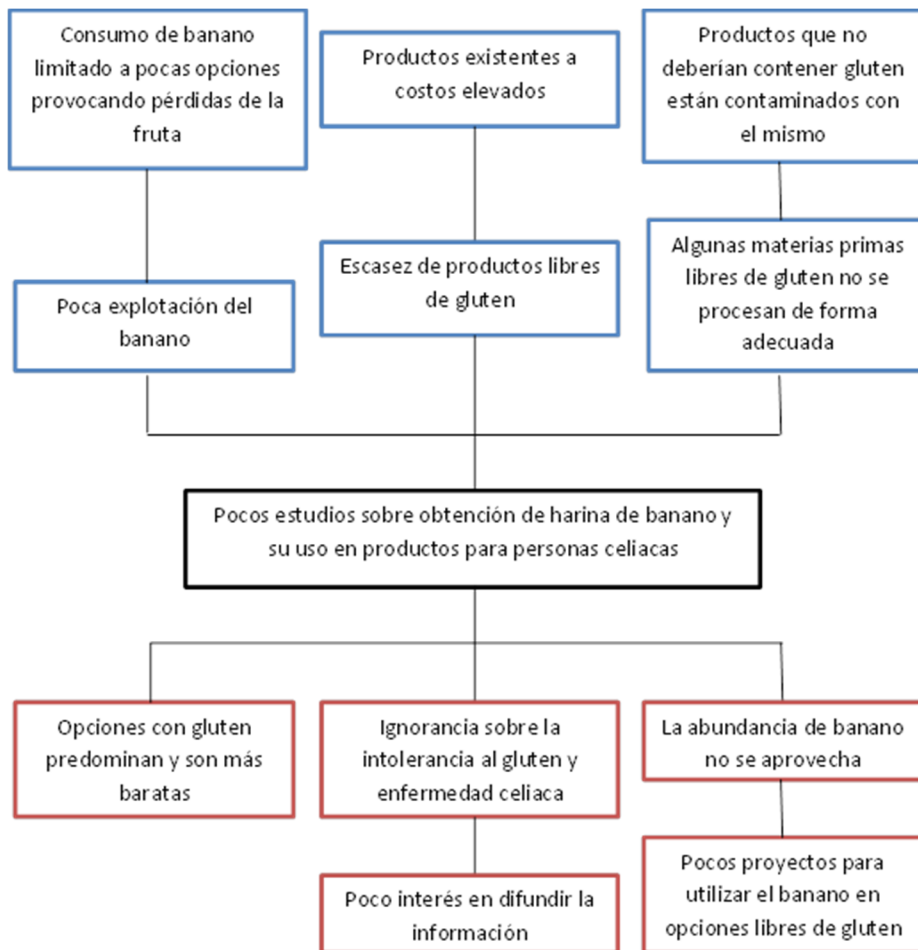 Consumo de banano
limitado a pocas opciones
provocando pérdidas de la
fruta
Productos existentes a
costos elevados
Productos que no
deberían contener gluten
están contaminados con
el mismo
Poca explotación del
banano
Escasez de productos libres
de gluten
Algunas materias primas
libres de gluten no se
procesan de forma
adecuada
Pocos estudios sobre obtención de harina de banano y
su uso en productos para personas celiacas
Opciones con gluten
predominan y son más
baratas
Ignorancia sobre la
intolerancia al gluten y
enfermedad celiaca
La abundancia de banano
no se aprovecha
Poco interés en difundir la
información
Pocos proyectos para
utilizar el banano en
opciones libres de gluten